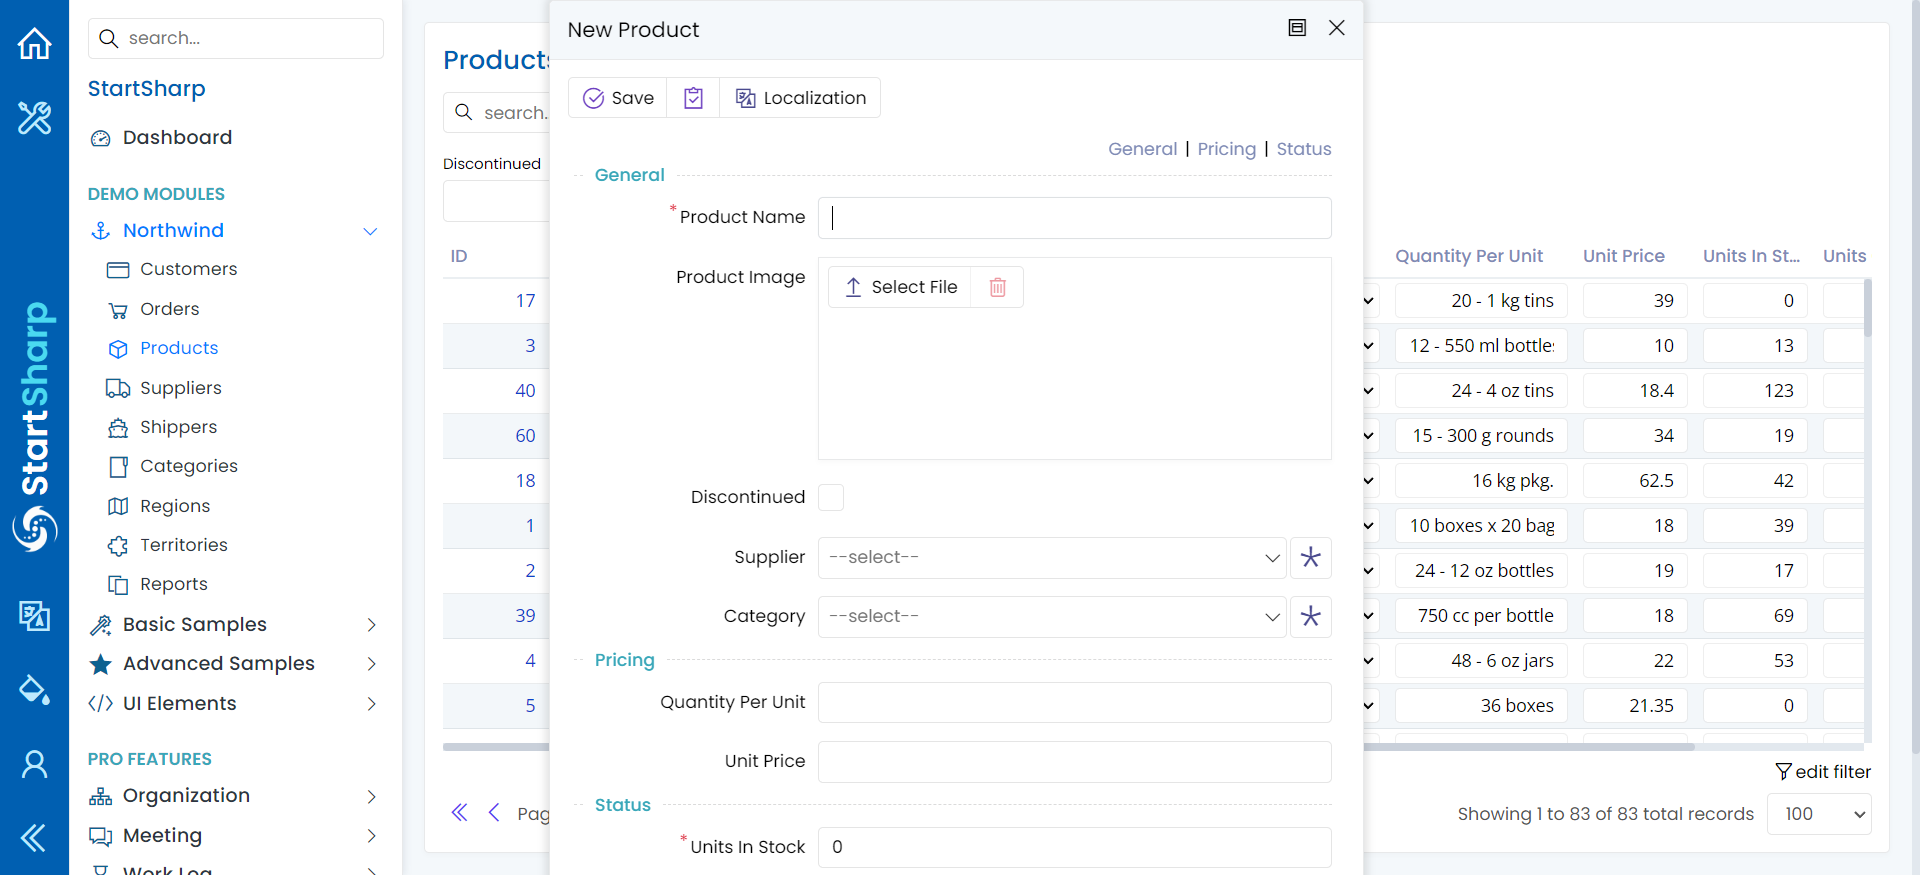 search...
StartSharp
Dashboard
DEMO MODULES
Northwind
Customers
Orders
Products
Suppliers
Shippers
Categories
Regions
Territories
Reports
Basic Samples
Advanced Samples
UI Elements
PRO FEATURES
Organization
Meeting
Work Log
StartSharp
Products
search.
Discontinued
ID
17
3
40
60
18
1
2
39
4
5
Pag
New Product
Save
Localization
General | Pricing | Status
General
*Product Name
Product Image
Select File
Discontinued
Supplier
--select--
Category
--select--
Pricing
Quantity Per Unit
Unit Price
Status
*Units In Stock
0
Quantity Per Unit Unit Price Units In St... Units
20 - 1 kg tins 39 0
12 - 550 ml bottles 10 13
24 - 4 oz tins 18.4 123
15 - 300 g rounds 34 19
16 kg pkg. 62.5 42
10 boxes x 20 bag 18 39
24 - 12 oz bottles 19 17
750 cc per bottle 18 69
48 - 6 oz jars 22 53
36 boxes 21.35 0
edit filter
Showing 1 to 83 of 83 total records
100